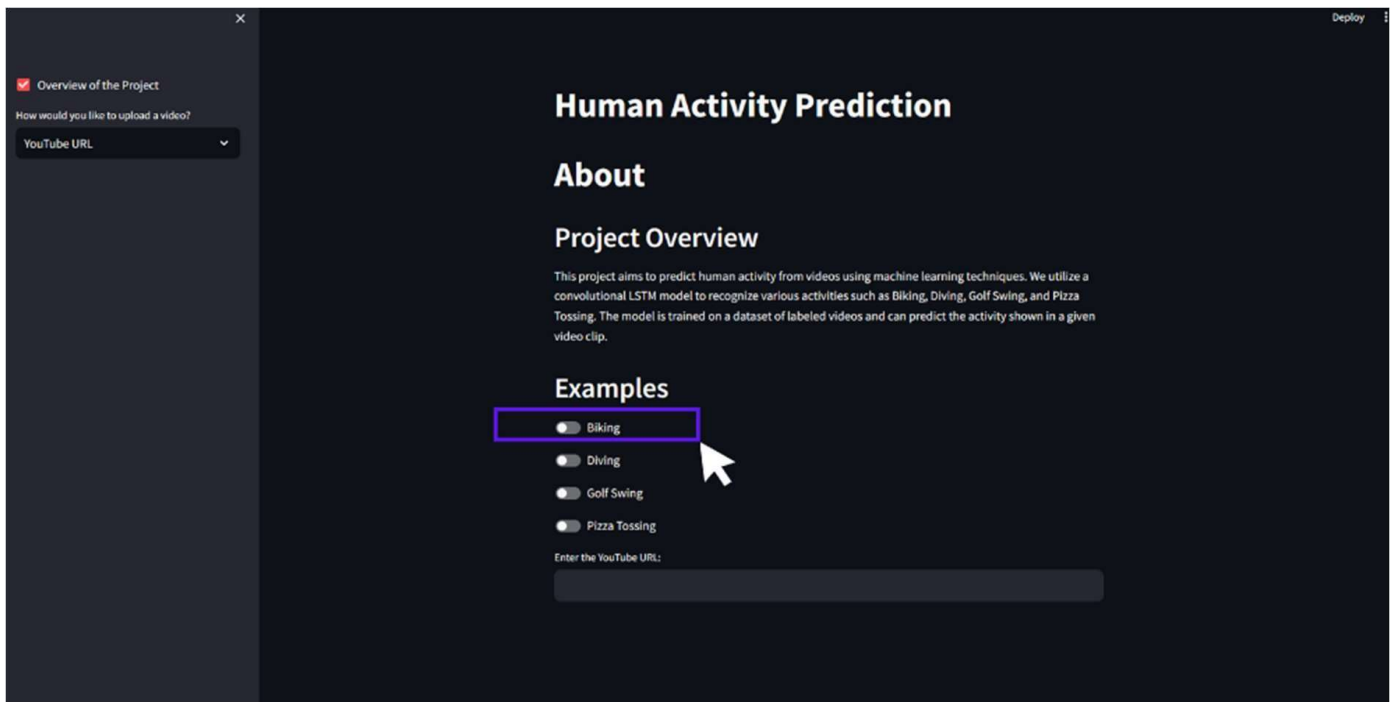 Deploy
Overview of the Project
How would you like to upload a video?
YouTube URL
Human Activity Prediction
About
Project Overview
This project aims to predict human activity from videos using machine learning techniques. We utilize a
convolutional LSTM model to recognize various activities such as Biking, Diving, Golf Swing, and Pizza
Tossing. The model is trained on a dataset of labeled videos and can predict the activity shown in a given
video clip.
Examples
Biking
Diving
Golf Swing
Pizza Tossing
Enter the YouTube URL: